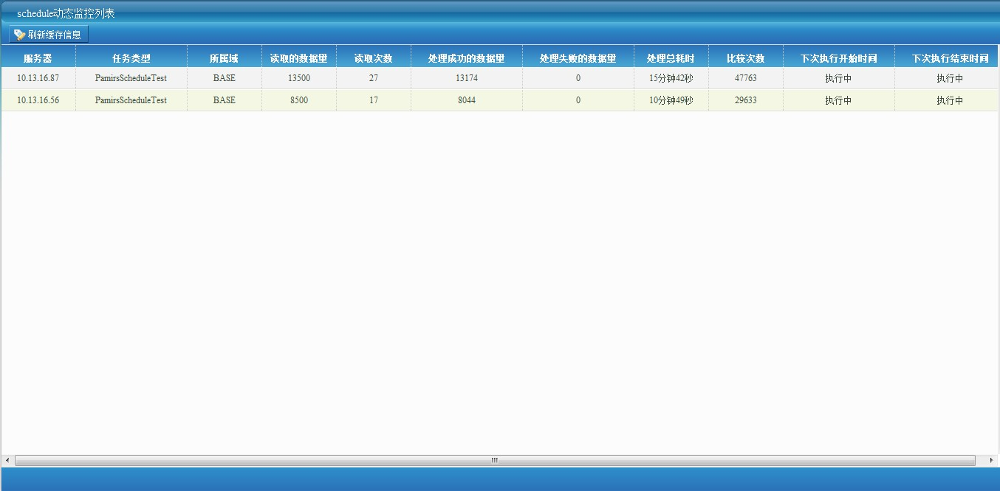 schedule动态监控列表
刷新缓存信息
服务器 任务类型 所属域 读取的数据量 读取次数 处理成功的数据量 处理失败的数据量 处理总耗时 比较次数 下次执行开始时间 下次执行结束时间
10.13.16.87 PamirsScheduleTest BASE 13500 27 13174 0 15分钟42秒 47763 执行中 执行中
10.13.16.56 PamirsScheduleTest BASE 8500 17 8044 0 10分钟49秒 29633 执行中 执行中